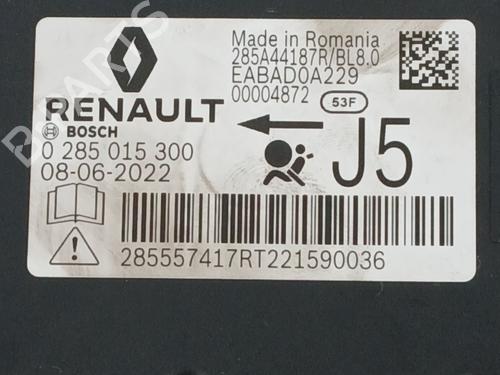 Made in Romania
285A44187R/BL8.0
EABAD0A229
00004872 53F
RENAULT
BOSCH
0 285 015 300
08-06-2022
J5
285557417RT221590036